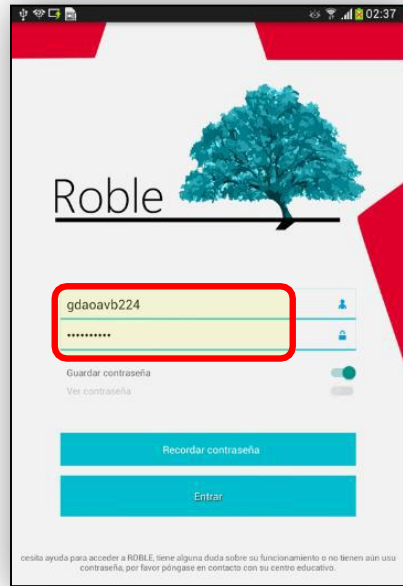 02:37
Roble
gdaoavb224
••••••••••
Guardar contraseña
Ver contraseña
Recordar contraseña
Entrar
cesita ayuda para acceder a ROBLE, tiene alguna duda sobre su funcionamiento o no tienen aún usu
contraseña, por favor póngase en contacto con su centro educativo.